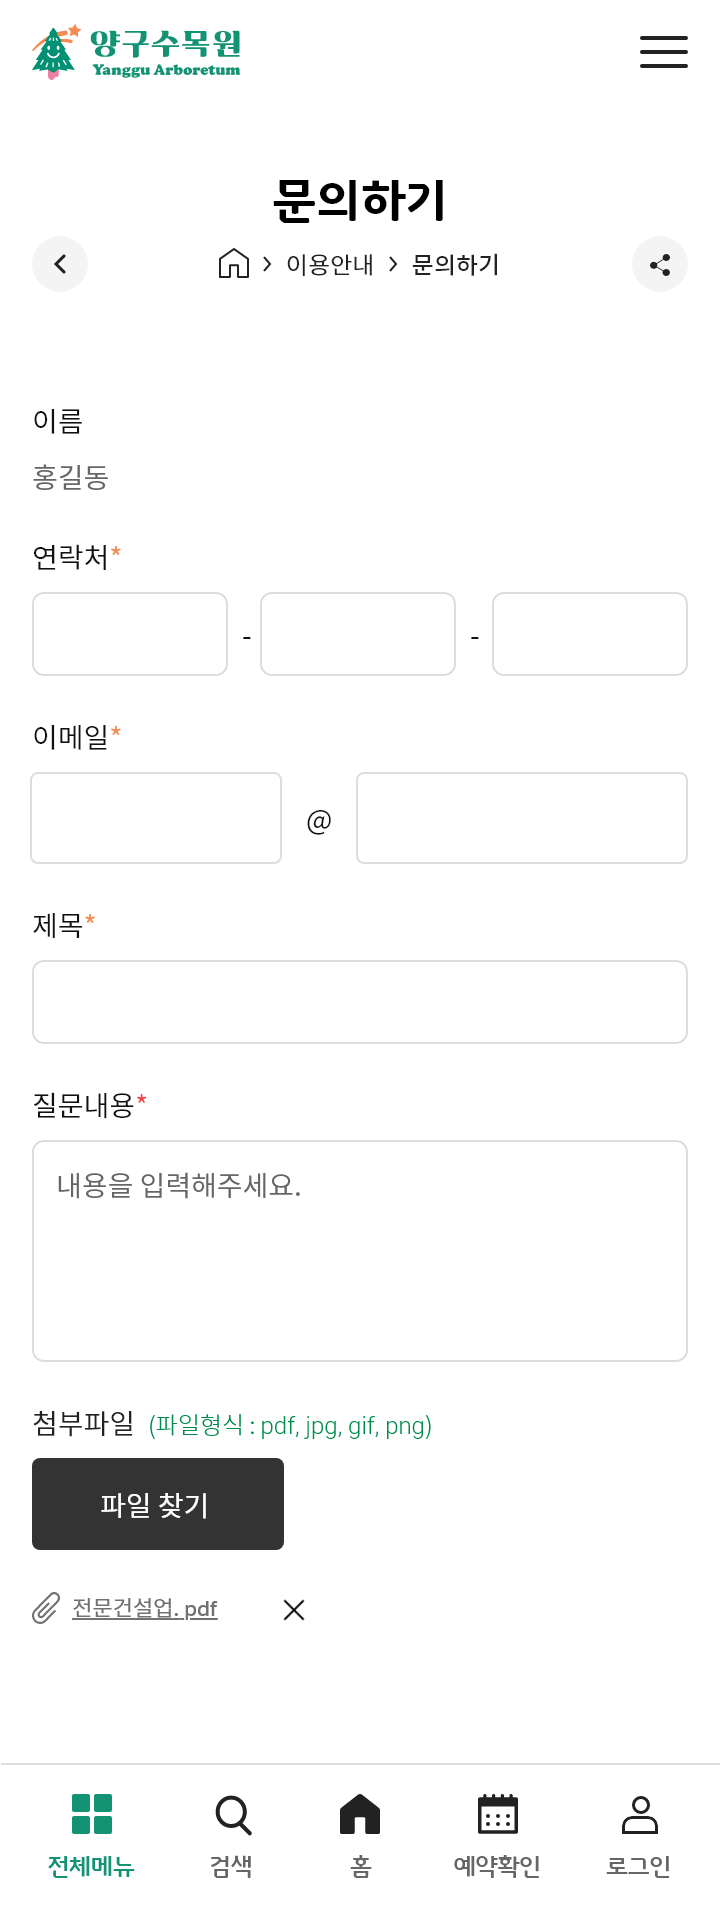 양구수목원
Yanggu Arboretum
문의하기
이용안내 > 문의하기
이름
홍길동
연락처*
- -
이메일*
@
제목*
질문내용*
내용을 입력해주세요.
첨부파일 (파일형식 : pdf, jpg, gif, png)
파일 찾기
전문건설업. pdf
전체메뉴 검색 홈 예약확인 로그인